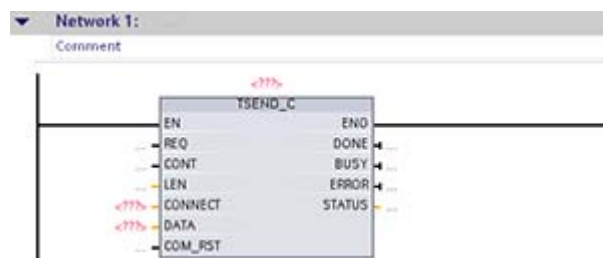 Network 1:
Comment
<???>
TSEND_C
EN ENO
... REQ DONE ...
... CONT BUSY ...
... LEN ERROR ...
<???> CONNECT STATUS ...
<???> DATA
... COM_RST